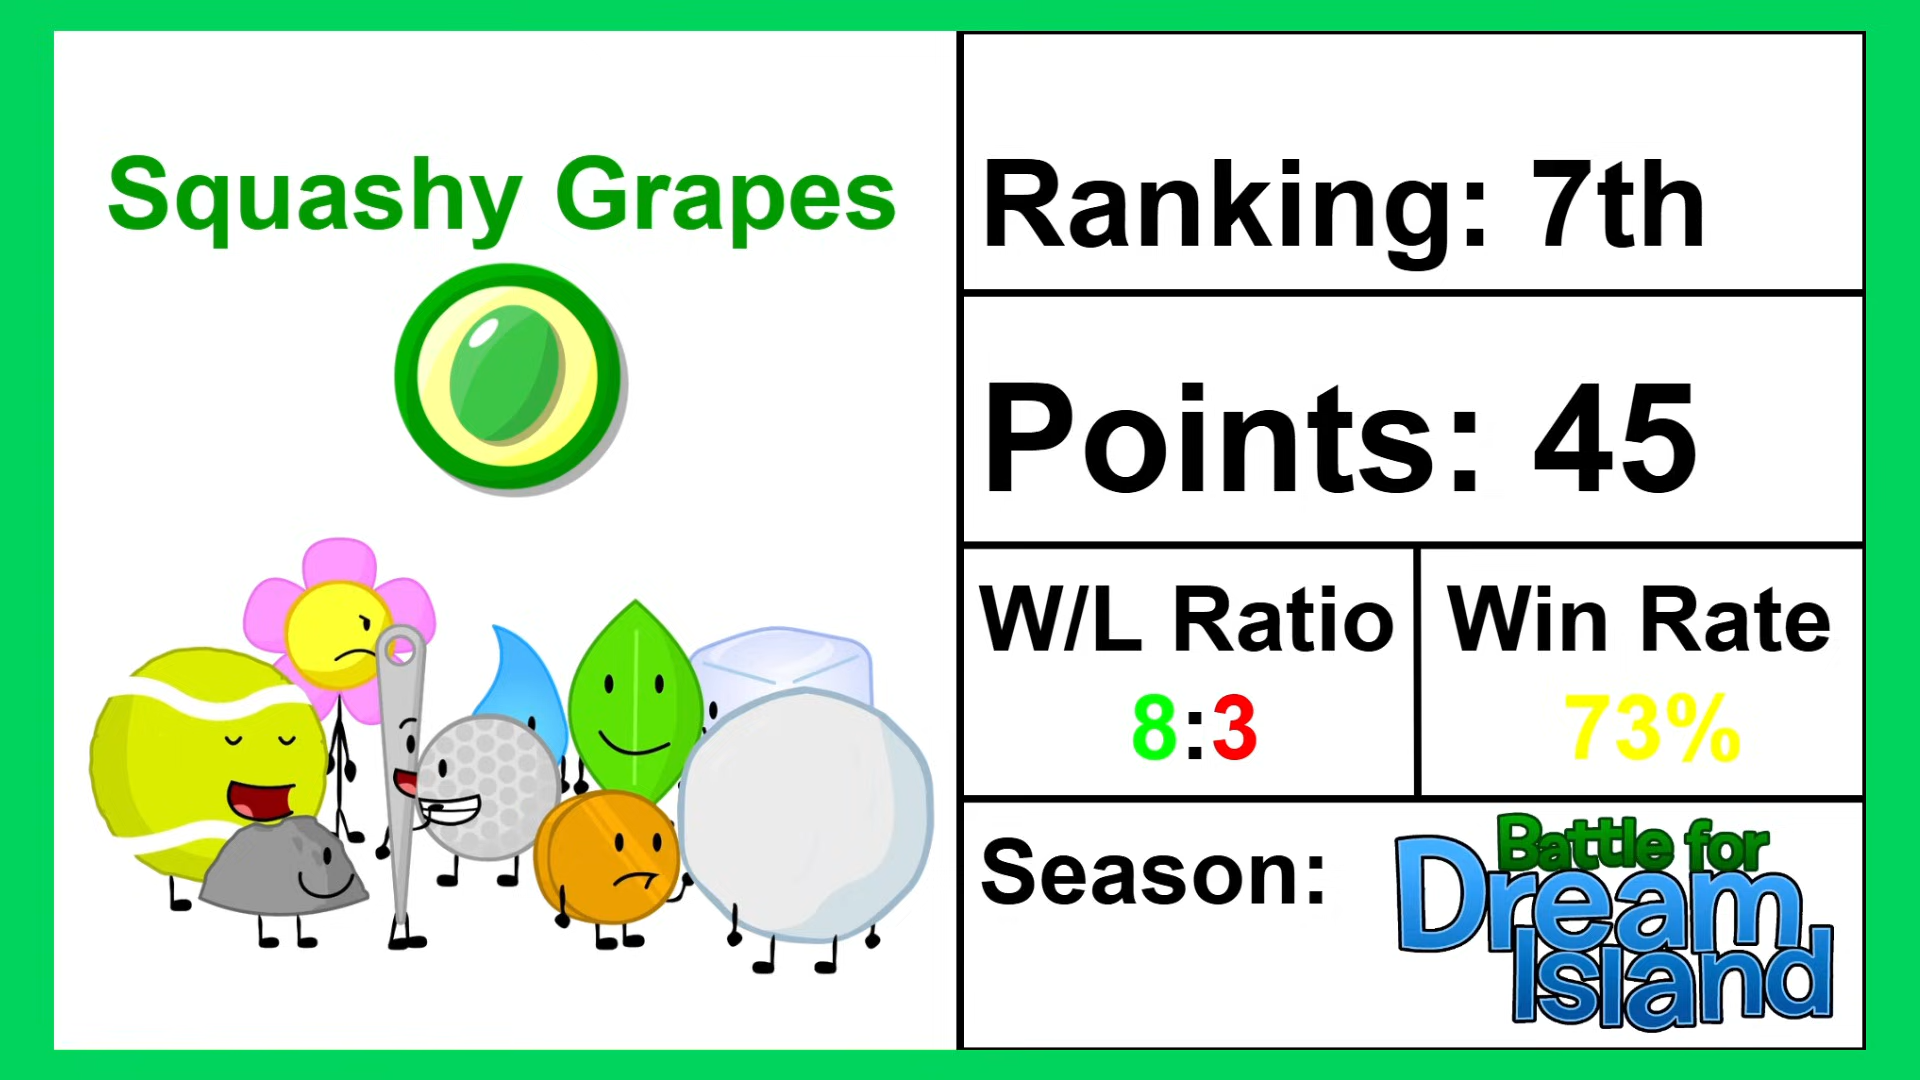 Squashy Grapes
Ranking: 7th
Points: 45
W/L Ratio
8:3
Win Rate
73%
Season:
Battle for
Dream
Island